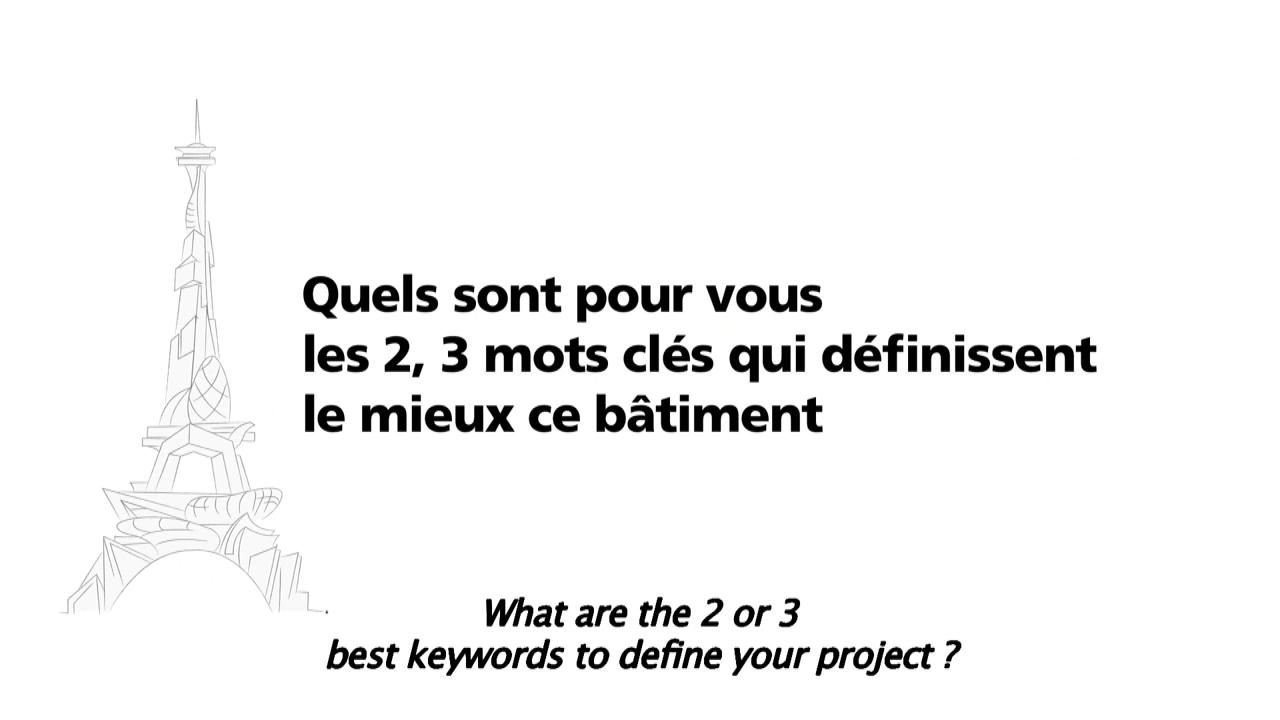 Quels sont pour vous
les 2, 3 mots clés qui définissent
le mieux ce bâtiment
What are the 2 or 3
best keywords to define your project ?